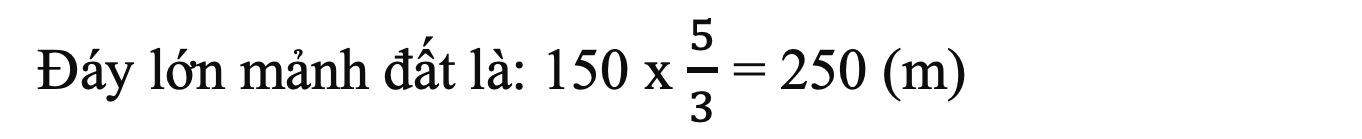 Đáy lớn mảnh đất là: 150 x 5/3 = 250 (m)